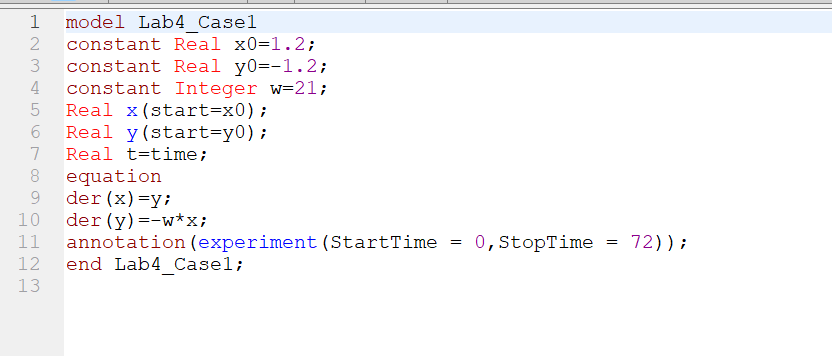 1 model Lab4_Case1
2 constant Real x0=1.2;
3 constant Real y0=-1.2;
4 constant Integer w=21;
5 Real x(start=x0);
6 Real y(start=y0);
7 Real t=time;
8 equation
9 der(x)=y;
10 der(y)=-w*x;
11 annotation(experiment(StartTime = 0,StopTime = 72));
12 end Lab4_Case1;
13